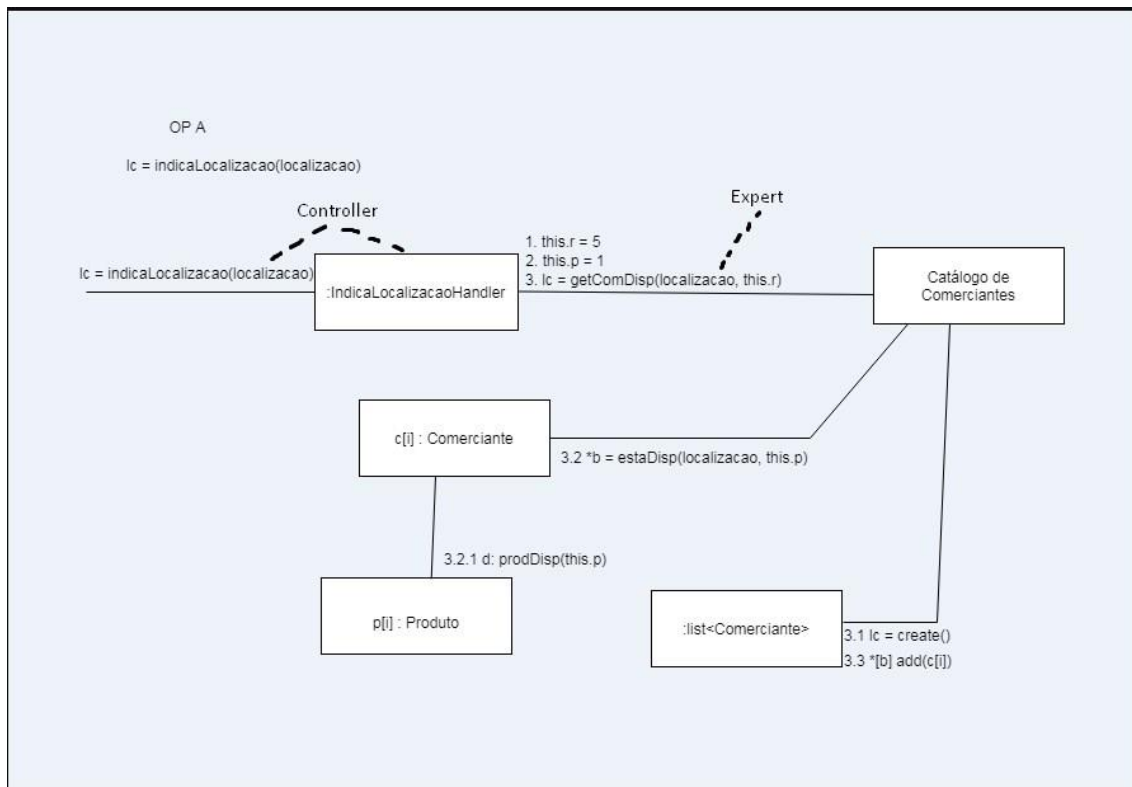 OP A
lc = indicaLocalizacao(localizacao)
Expert
Controller
1. this.r = 5
2. this.p = 1
3. lc = getComDisp(localizacao, this.r)
lc = indicaLocalizacao(localizacao)
:IndicaLocalizacaoHandler
Catálogo de
Comerciantes
c[i] : Comerciante
3.2 *b = estaDisp(localizacao, this.p)
3.2.1 d: prodDisp(this.p)
p[i] : Produto
:list<Comerciante>
3.1 lc = create()
3.3 *[b] add(c[i])